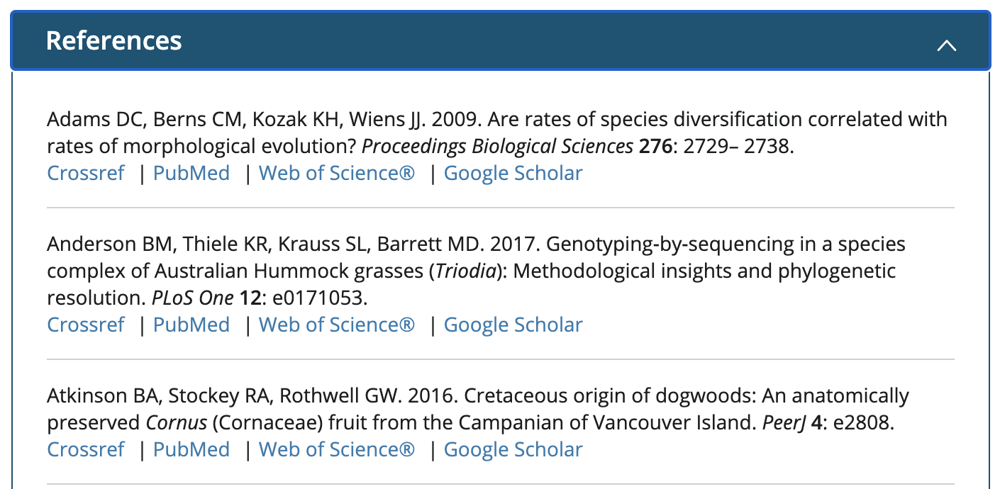 References
Adams DC, Berns CM, Kozak KH, Wiens JJ. 2009. Are rates of species diversification correlated with
rates of morphological evolution? Proceedings Biological Sciences 276: 2729– 2738.
Crossref | PubMed | Web of Science® | Google Scholar
Anderson BM, Thiele KR, Krauss SL, Barrett MD. 2017. Genotyping-by-sequencing in a species
complex of Australian Hummock grasses (Triodia): Methodological insights and phylogenetic
resolution. PLoS One 12: e0171053.
Crossref | PubMed | Web of Science® | Google Scholar
Atkinson BA, Stockey RA, Rothwell GW. 2016. Cretaceous origin of dogwoods: An anatomically
preserved Cornus (Cornaceae) fruit from the Campanian of Vancouver Island. PeerJ 4: e2808.
Crossref | PubMed | Web of Science® | Google Scholar